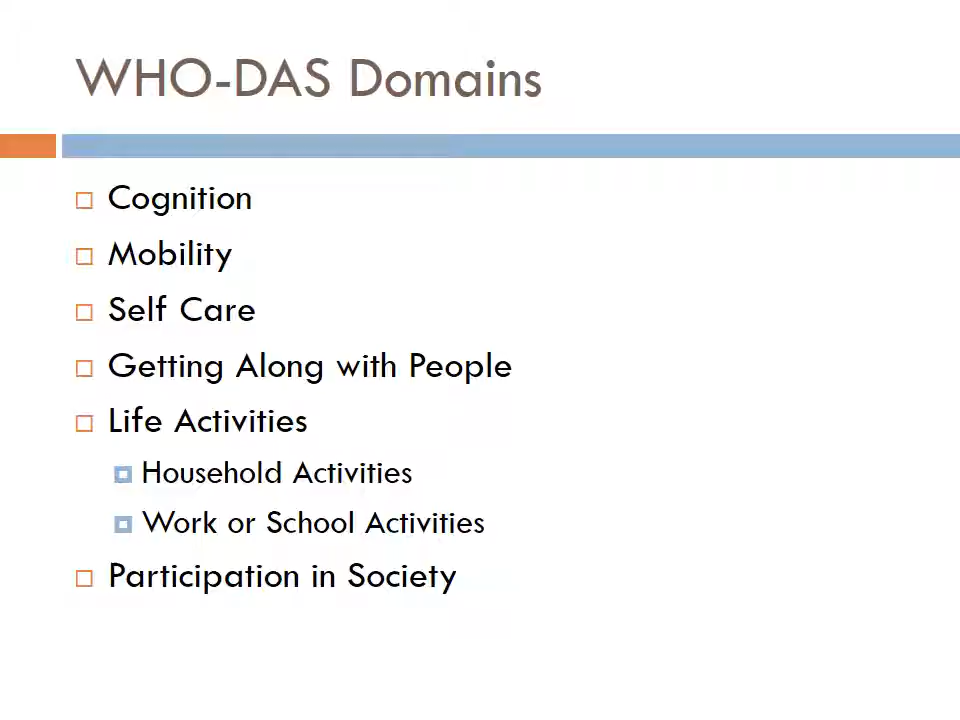 WHO-DAS Domains
Cognition
Mobility
Self Care
Getting Along with People
Life Activities
Household Activities
Work or School Activities
Participation in Society